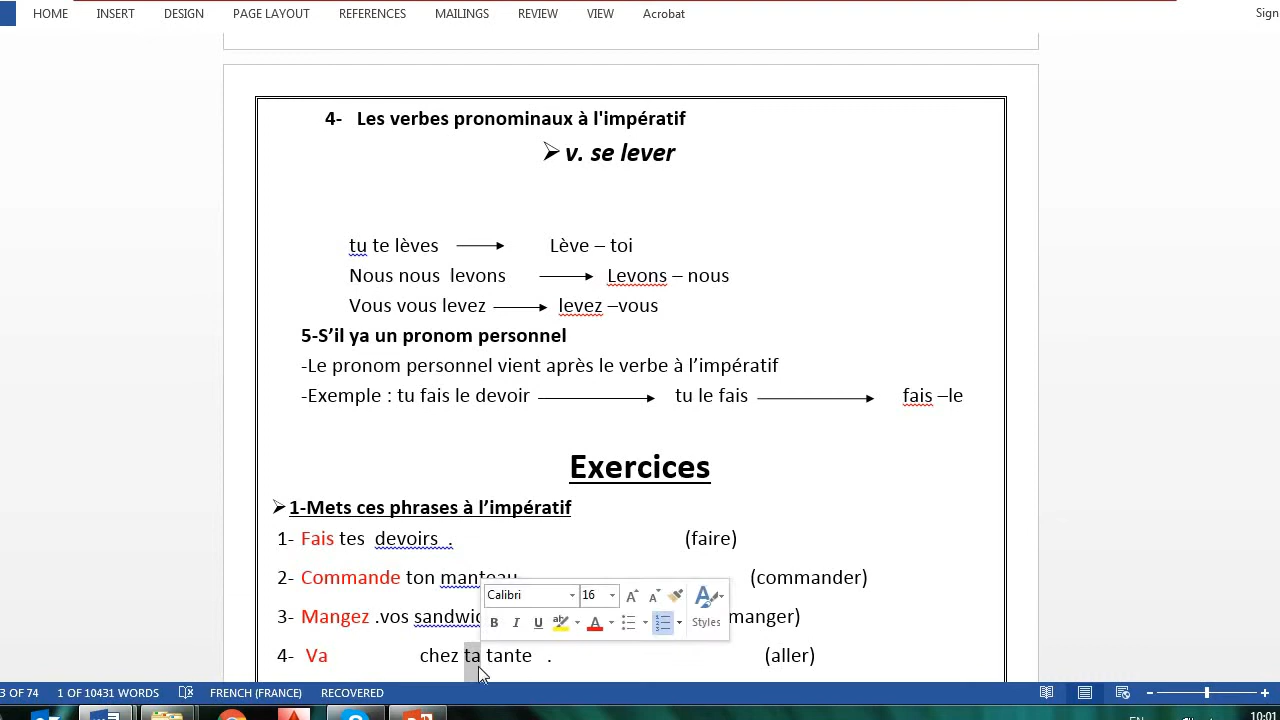 HOME INSERT DESIGN PAGE LAYOUT REFERENCES MAILINGS REVIEW VIEW Acrobat Sign
4- Les verbes pronominaux à l'impératif
➢ v. se lever
tu te lèves Lève – toi
Nous nous levons Levons – nous
Vous vous levez levez –vous
5-S’il ya un pronom personnel
-Le pronom personnel vient après le verbe à l’impératif
-Exemple : tu fais le devoir tu le fais fais –le
Exercices
➢ 1-Mets ces phrases à l’impératif
1- Fais tes devoirs . (faire)
2- Commande ton manteau (commander)
Calibri 16
3- Mangez .vos manger)
B I U Styles
4- Va chez ta tante . (aller)
3 OF 74 1 OF 10431 WORDS FRENCH (FRANCE) RECOVERED
EN 10:01